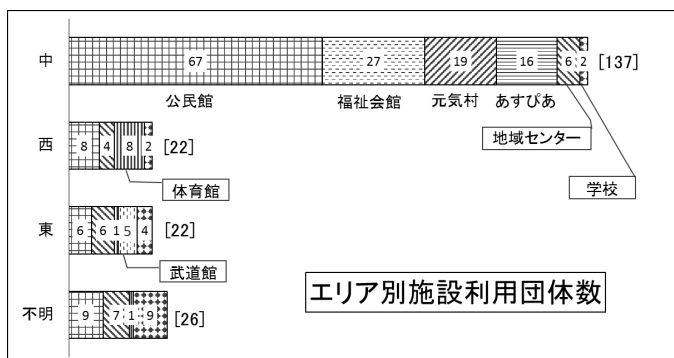 中
67
27
19
16
6
2
[137]
公民館
福祉会館
元気村
あすぴあ
地域センター
学校
西
8
4
8
2
[22]
体育館
東
6
6
1
5
4
[22]
武道館
不明
9
7
1
9
[26]
エリア別施設利用団体数